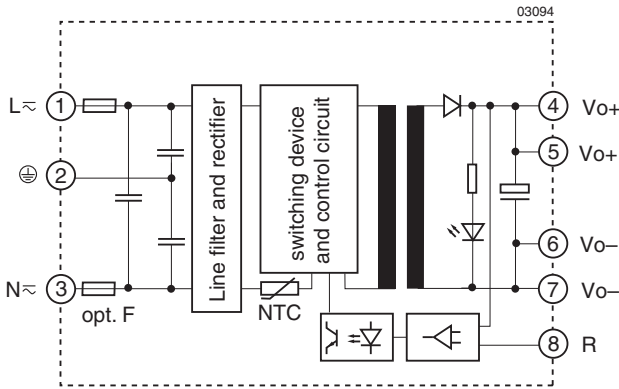 03094
L≂ 1
2
N≂ 3
opt. F
Line filter and rectifier
switching device
and control circuit
NTC
4 Vo+
5 Vo+
6 Vo–
7 Vo–
8 R